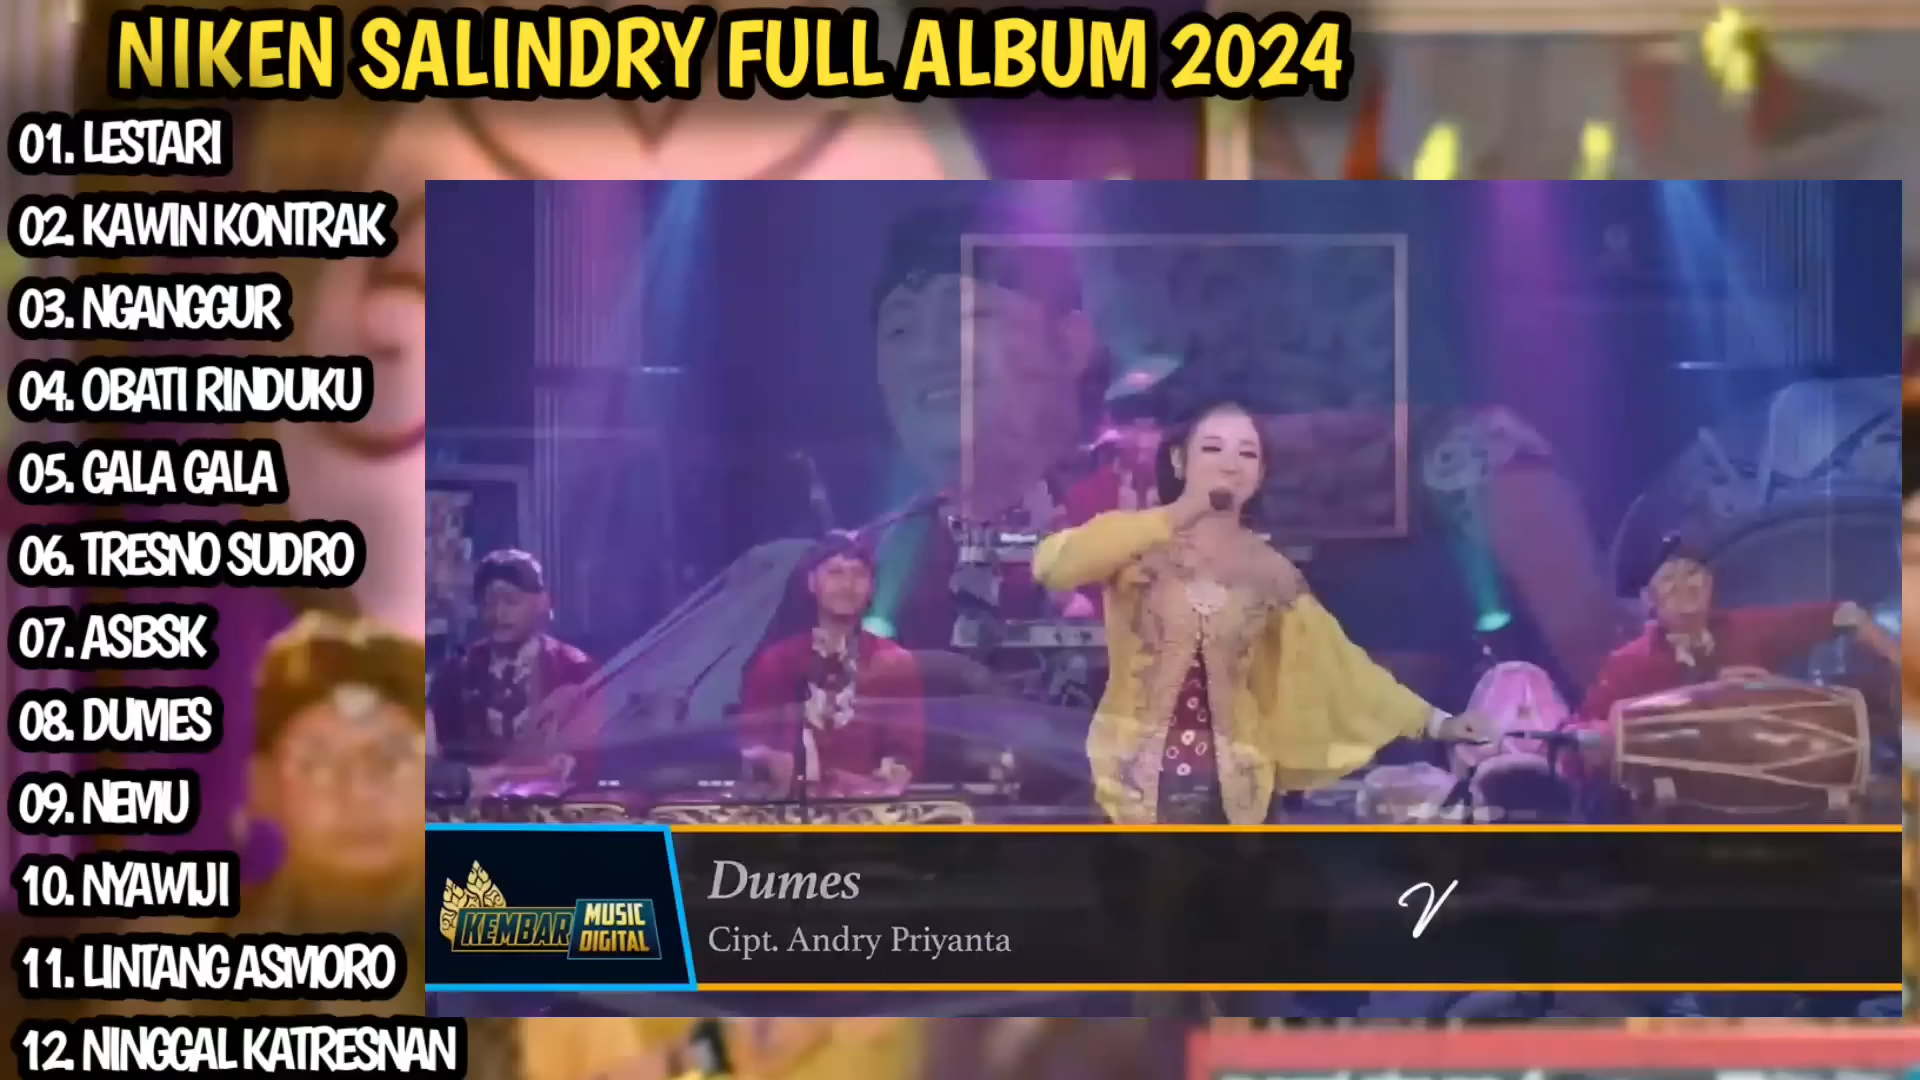 NIKEN SALINDRY FULL ALBUM 2024
01. LESTARI
02. KAWIN KONTRAK
03. NGANGGUR
04. OBATI RINDUKU
05. GALA GALA
06. TRESNO SUDRO
07. ASBSK
08. DUMES
09. NEMU
10. NYAWIJI
11. LINTANG ASMORO
12. NINGGAL KATRESNAN
KEMBAR MUSIC DIGITAL
Dumes
Cipt. Andry Priyanta
V